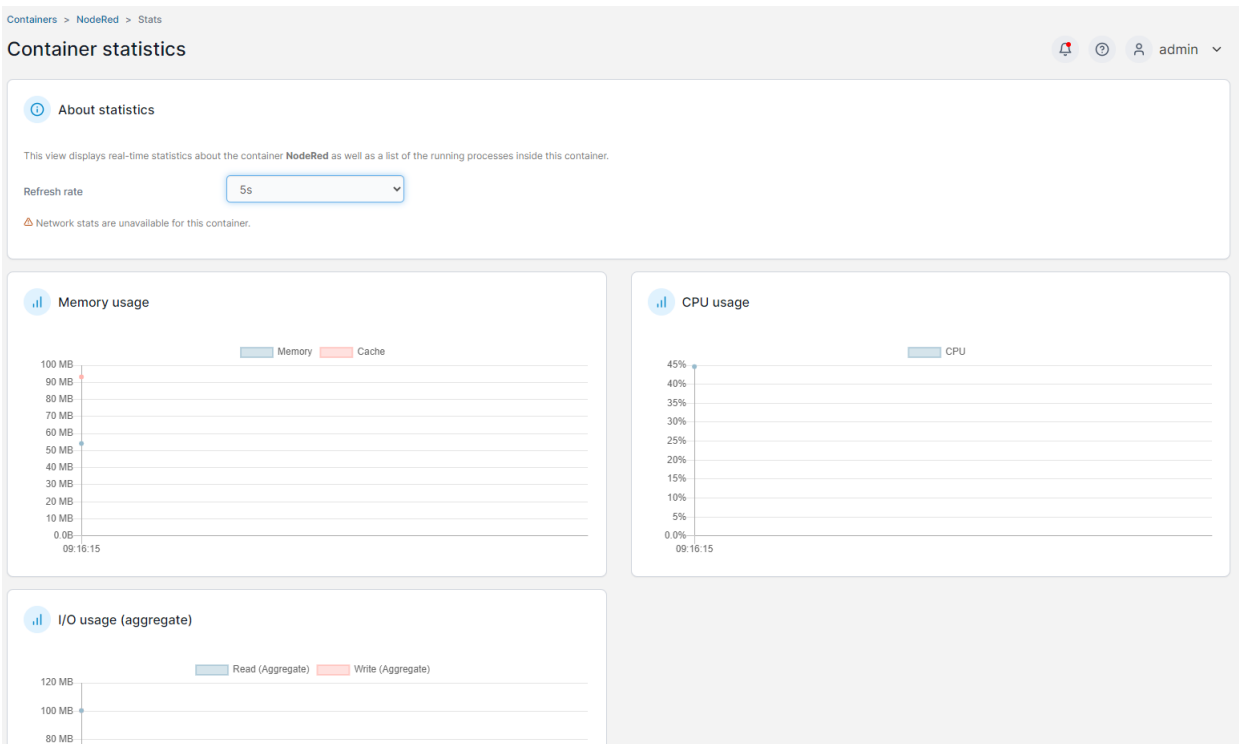 Containers > NodeRed > Stats
Container statistics
admin
About statistics
This view displays real-time statistics about the container NodeRed as well as a list of the running processes inside this container.
Refresh rate
5s
Network stats are unavailable for this container.
Memory usage
Memory Cache
100 MB
90 MB
80 MB
70 MB
60 MB
50 MB
40 MB
30 MB
20 MB
10 MB
0.0B
09:16:15
CPU usage
CPU
45%
40%
35%
30%
25%
20%
15%
10%
5%
0.0%
09:16:15
I/O usage (aggregate)
Read (Aggregate) Write (Aggregate)
120 MB
100 MB
80 MB